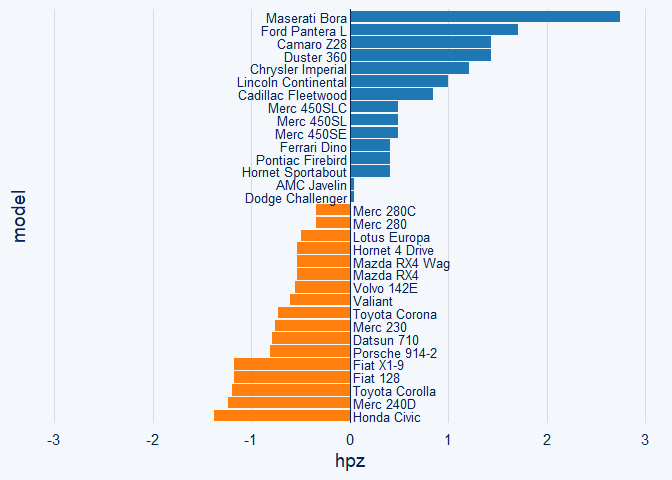 Maserati Bora
Ford Pantera L
Camaro Z28
Duster 360
Chrysler Imperial
Lincoln Continental
Cadillac Fleetwood
Merc 450SLC
Merc 450SL
Merc 450SE
Ferrari Dino
Pontiac Firebird
Hornet Sportabout
AMC Javelin
Dodge Challenger
Merc 280C
Merc 280
Lotus Europa
Hornet 4 Drive
Mazda RX4 Wag
Mazda RX4
Volvo 142E
Valiant
Toyota Corona
Merc 230
Datsun 710
Porsche 914-2
Fiat X1-9
Fiat 128
Toyota Corolla
Merc 240D
Honda Civic
model
-3 -2 -1 0 1 2 3
hpz